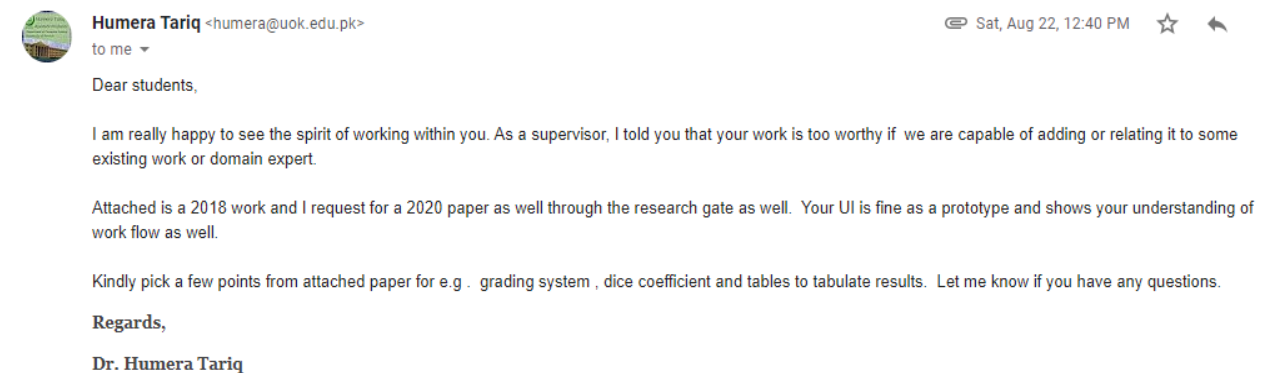 Humera Tariq <humera@uok.edu.pk>
Sat, Aug 22, 12:40 PM
to me
Dear students,
I am really happy to see the spirit of working within you. As a supervisor, I told you that your work is too worthy if  we are capable of adding or relating it to some
existing work or domain expert.
Attached is a 2018 work and I request for a 2020 paper as well through the research gate as well.  Your UI is fine as a prototype and shows your understanding of
work flow as well.
Kindly pick a few points from attached paper for e.g .  grading system , dice coefficient and tables to tabulate results.  Let me know if you have any questions.
Regards,
Dr. Humera Tariq